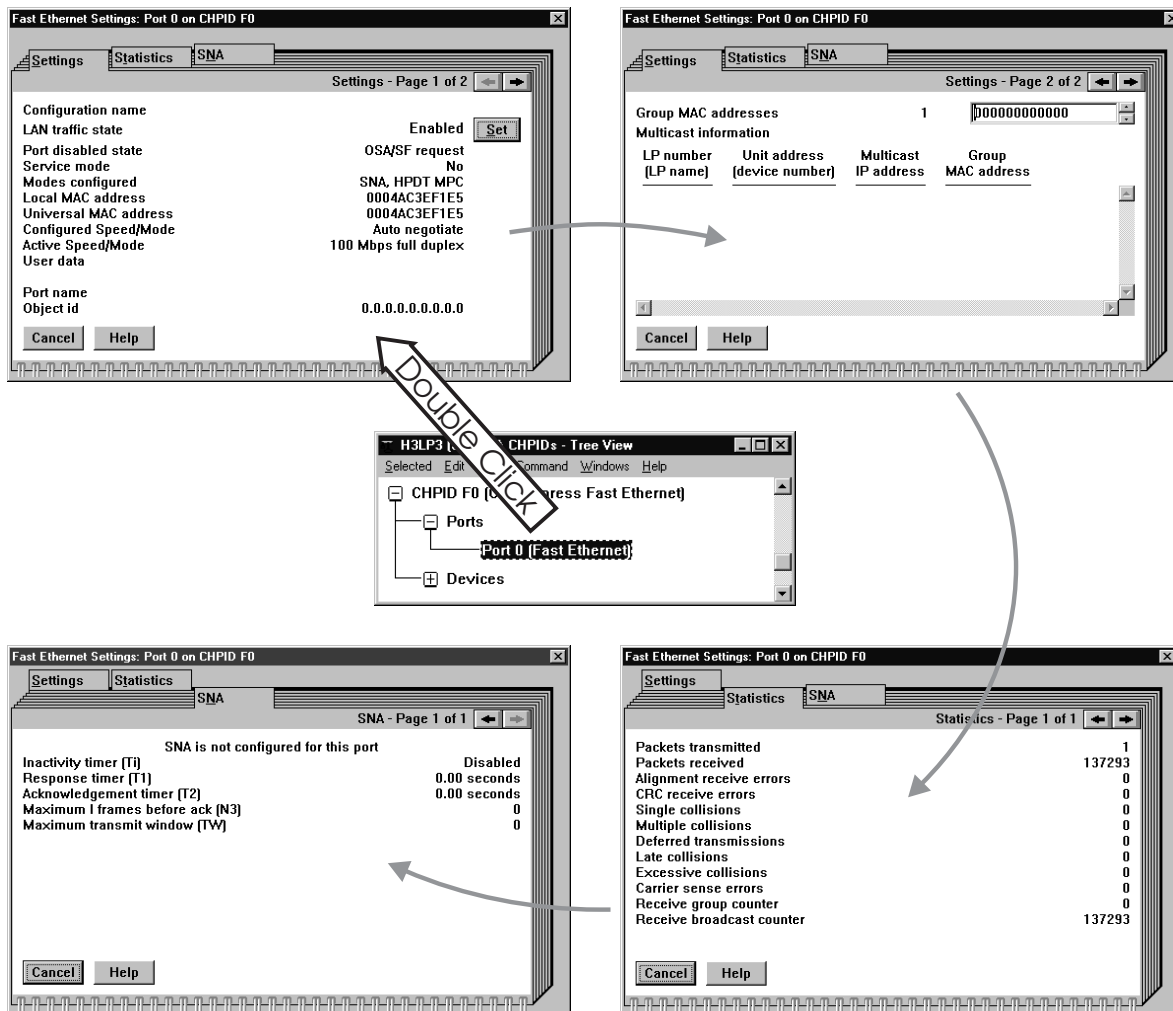 Fast Ethernet Settings: Port 0 on CHPID F0
Settings Statistics SNA
Settings - Page 1 of 2
Configuration name
LAN traffic state Enabled Set
Port disabled state OSA/SF request
Service mode No
Modes configured SNA, HPDT MPC
Local MAC address 0004AC3EF1E5
Universal MAC address 0004AC3EF1E5
Configured Speed/Mode Auto negotiate
Active Speed/Mode 100 Mbps full duplex
User data
Port name
Object id 0.0.0.0.0.0.0.0.0
Cancel Help
Fast Ethernet Settings: Port 0 on CHPID F0
Settings Statistics SNA
Settings - Page 2 of 2
Group MAC addresses 1 000000000000
Multicast information
LP number Unit address Multicast Group
(LP name) (device number) IP address MAC address
Cancel Help
Double Click
H3LP3 CHPIDs - Tree View
Selected Edit Command Windows Help
CHPID F0 Fast Ethernet)
Ports
Port 0 (Fast Ethernet)
Devices
Fast Ethernet Settings: Port 0 on CHPID F0
Settings Statistics
SNA
SNA - Page 1 of 1
SNA is not configured for this port
Inactivity timer (Ti) Disabled
Response timer (T1) 0.00 seconds
Acknowledgement timer (T2) 0.00 seconds
Maximum I frames before ack (N3) 0
Maximum transmit window (TW) 0
Cancel Help
Fast Ethernet Settings: Port 0 on CHPID F0
Settings
Statistics SNA
Statistics - Page 1 of 1
Packets transmitted 1
Packets received 137293
Alignment receive errors 0
CRC receive errors 0
Single collisions 0
Multiple collisions 0
Deferred transmissions 0
Late collisions 0
Excessive collisions 0
Carrier sense errors 0
Receive group counter 0
Receive broadcast counter 137293
Cancel Help